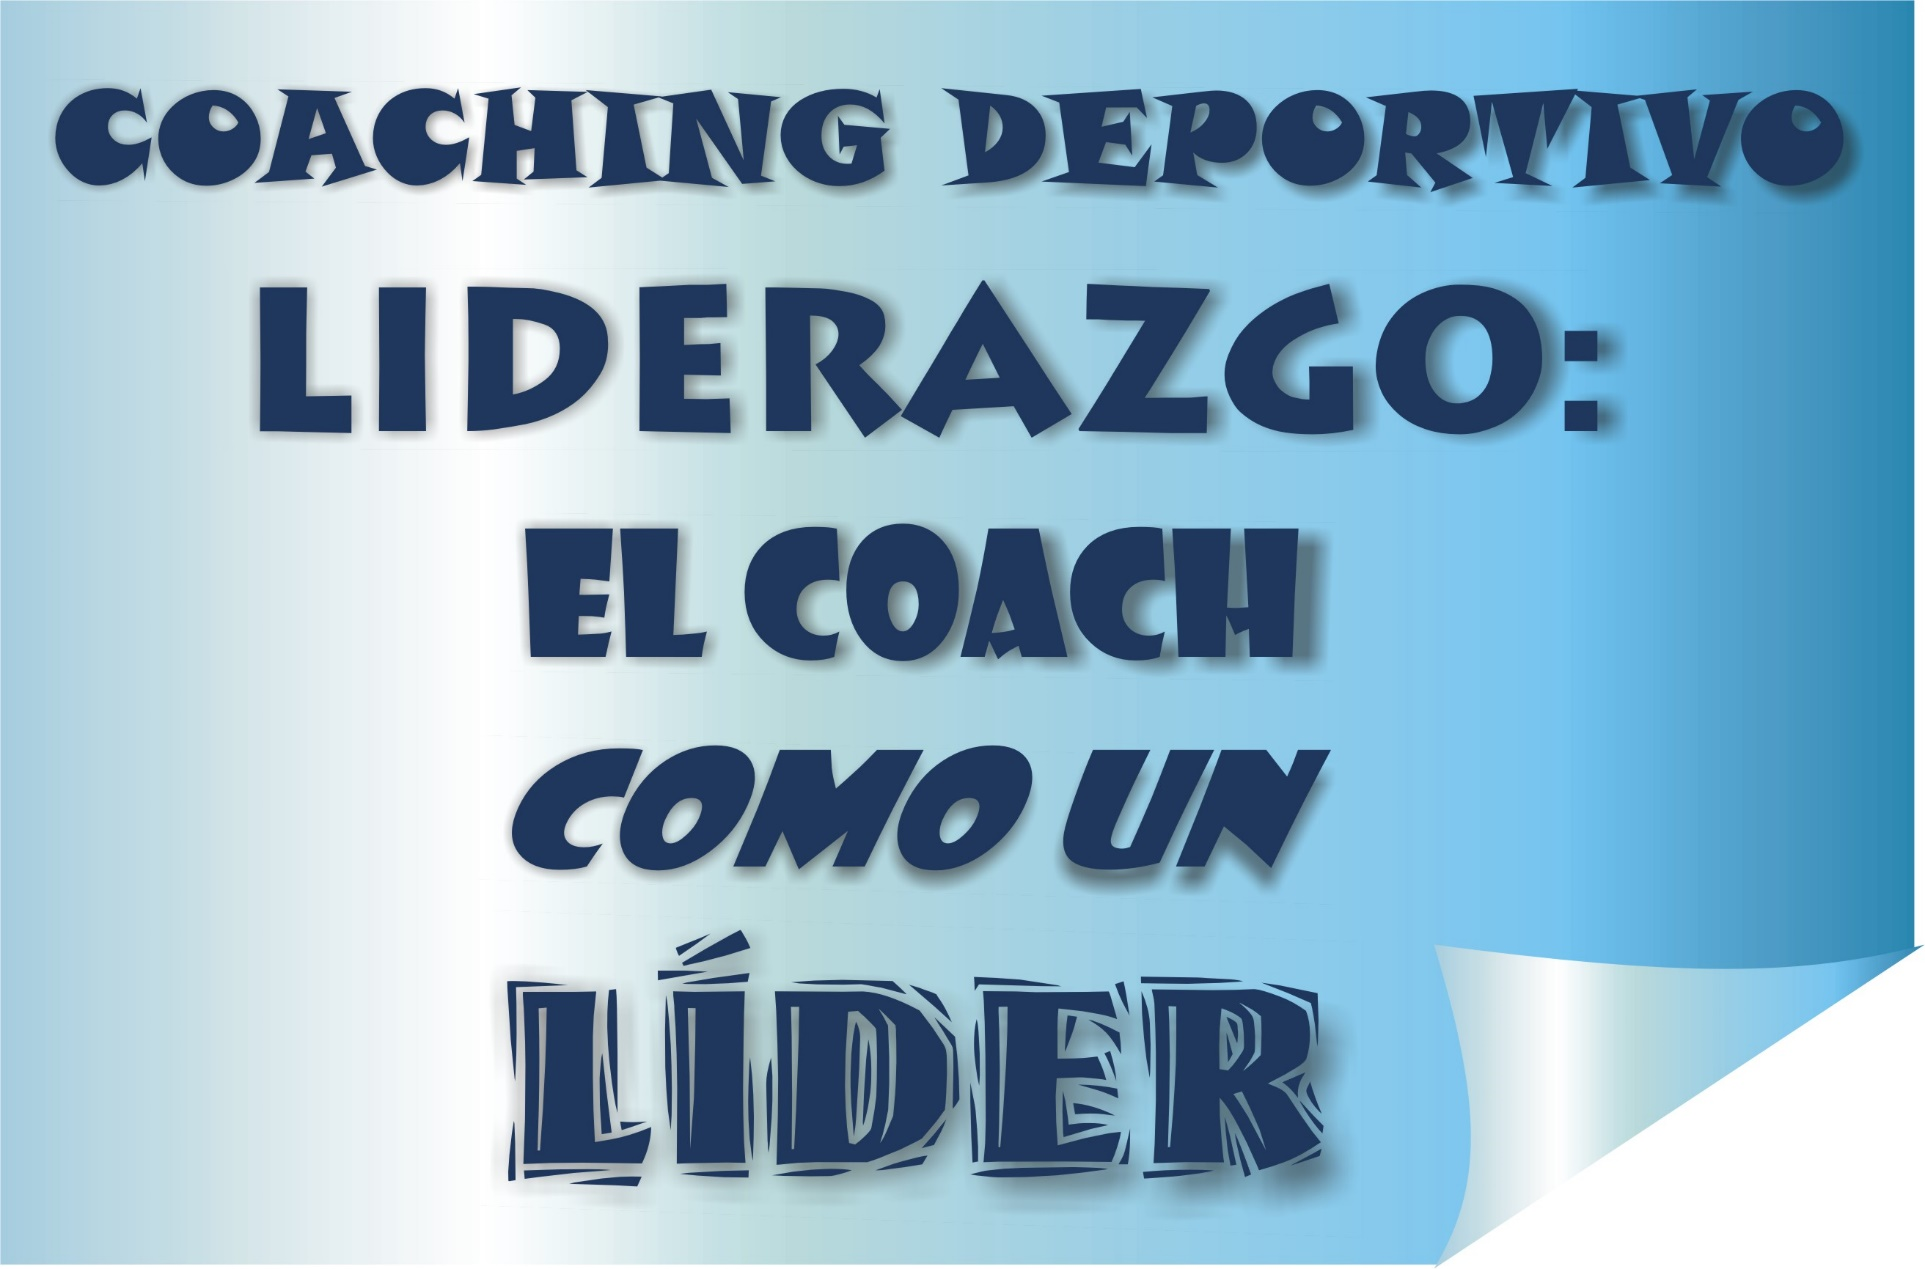 COACHING DEPORTIVO
LIDERAZGO:
EL COACH
COMO UN
LÍDER